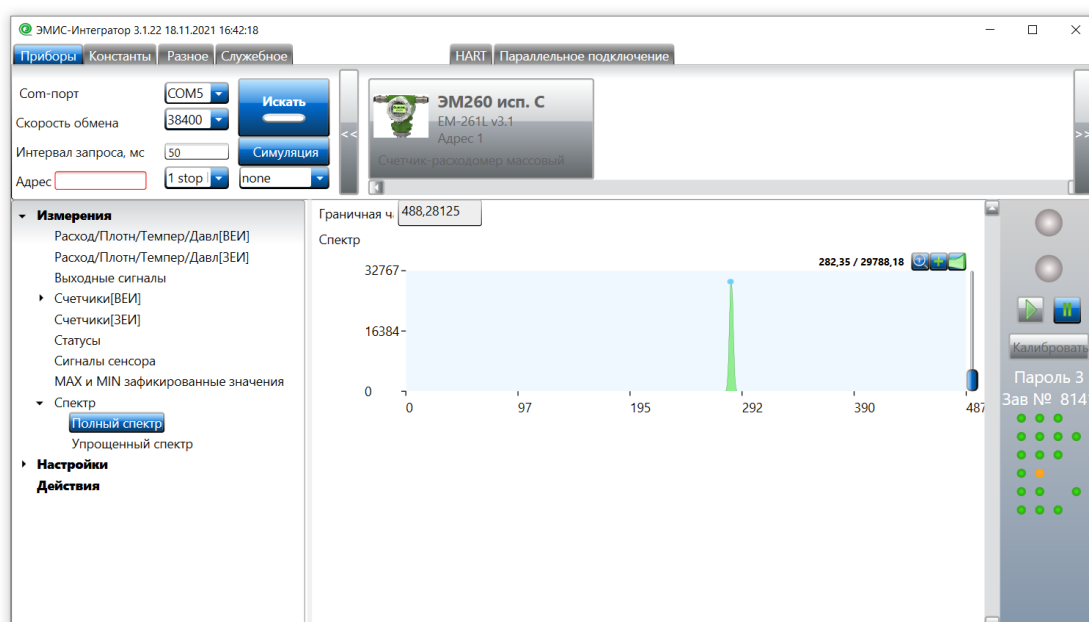 ЭМИС-Интегратор 3.1.22 18.11.2021 16:42:18
Приборы Константы Разное Служебное HART Параллельное подключение
Com-порт COM5
Скорость обмена 38400
Искать
Интервал запроса, мс 50
Симуляция
Адрес 1 stop none
<<
ЭМ260 исп. С
EM-261L v3.1
Адрес 1
Счетчик-расходомер массовый
>>
Измерения
Расход/Плотн/Темпер/Давл[ВЕИ]
Расход/Плотн/Темпер/Давл[ЗЕИ]
Выходные сигналы
Счетчики[ВЕИ]
Счетчики[ЗЕИ]
Статусы
Сигналы сенсора
MAX и MIN зафикированные значения
Спектр
Полный спектр
Упрощенный спектр
Настройки
Действия
Граничная ч 488,28125
Спектр
282,35 / 29788,18
32767
16384
0
0 97 195 292 390 487
Калибровать
Пароль 3
Зав № 814